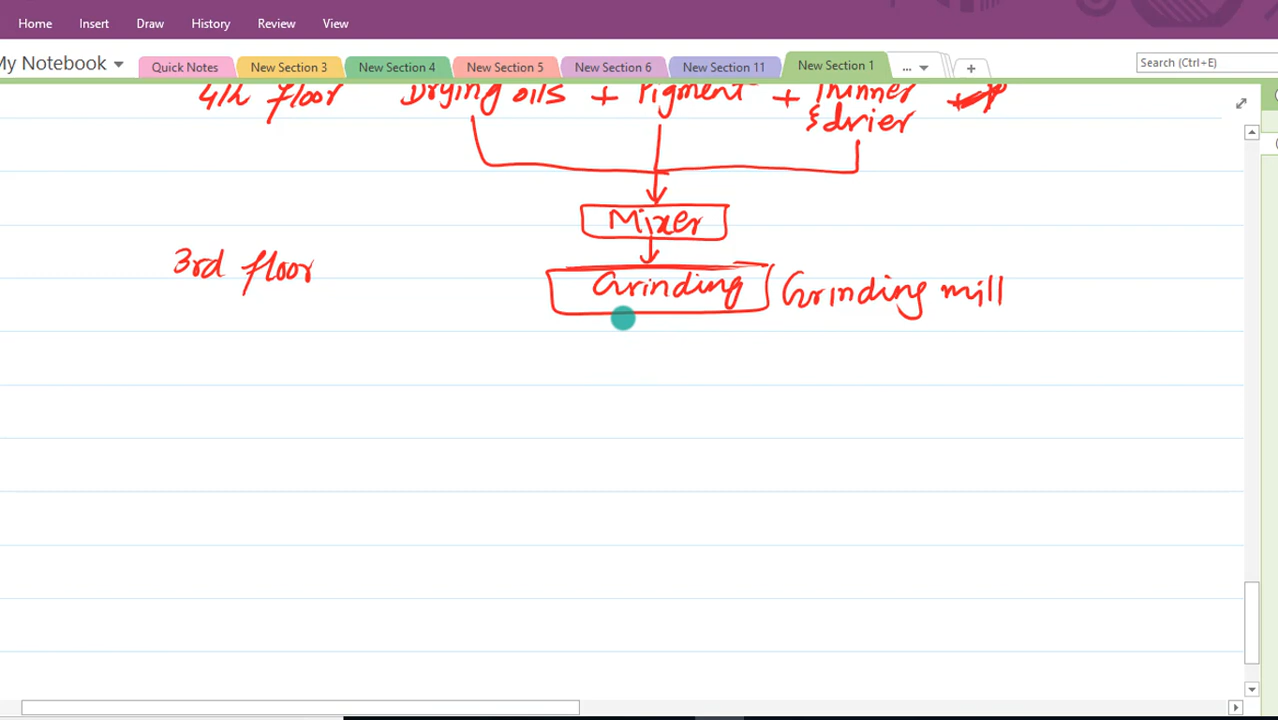 Home Insert Draw History Review View
My Notebook Quick Notes New Section 3 New Section 4 New Section 5 New Section 6 New Section 11 New Section 1 ... + Search (Ctrl+E)
4th floor Drying oils + Pigment + Thinner +
& drier
Mixer
3rd floor
Grinding Grinding mill